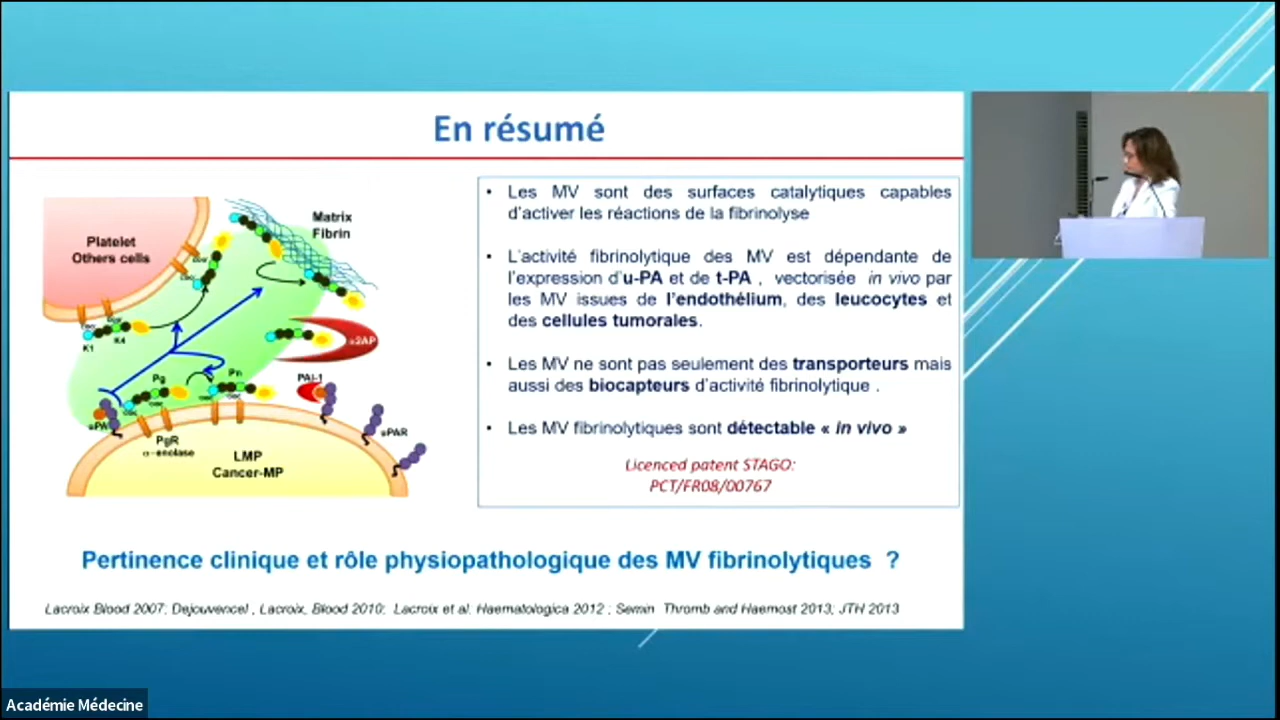 En résumé
Matrix
Fibrin
Platelet
Others cells
K1
K4
α2AP
Pg
Pn
PAI-1
uPA
uPAR
PgR
α-enolase
LMP
Cancer-MP
• Les MV sont des surfaces catalytiques capables
d'activer les réactions de la fibrinolyse
• L'activité fibrinolytique des MV est dépendante de
l'expression d'u-PA et de t-PA , vectorisée in vivo par
les MV issues de l'endothélium, des leucocytes et
des cellules tumorales.
• Les MV ne sont pas seulement des transporteurs mais
aussi des biocapteurs d'activité fibrinolytique .
• Les MV fibrinolytiques sont détectable « in vivo »
Licenced patent STAGO:
PCT/FR08/00767
Pertinence clinique et rôle physiopathologique des MV fibrinolytiques ?
Lacroix Blood 2007; Dejouvencel , Lacroix, Blood 2010; Lacroix et al. Haematologica 2012 ; Semin Thromb and Haemost 2013; JTH 2013
Académie Médecine